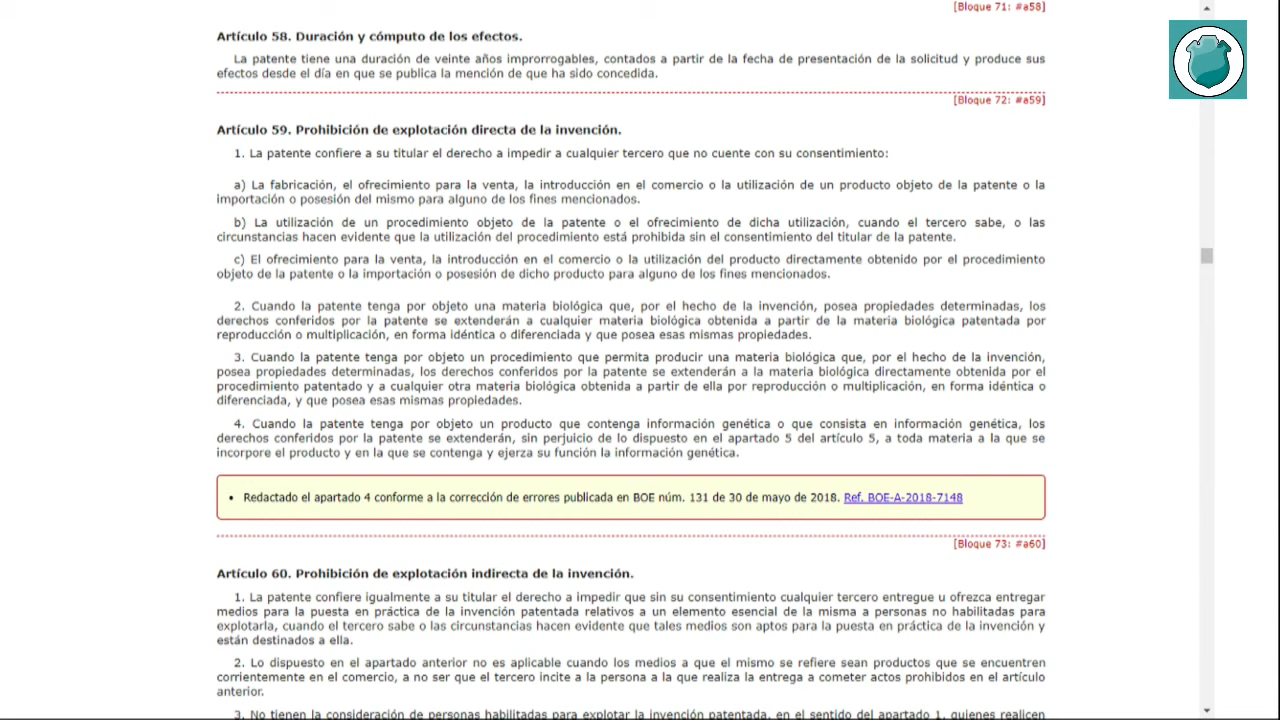 [Bloque 71: #a58]
Artículo 58. Duración y cómputo de los efectos.
La patente tiene una duración de veinte años improrrogables, contados a partir de la fecha de presentación de la solicitud y produce sus
efectos desde el día en que se publica la mención de que ha sido concedida.
[Bloque 72: #a59]
Artículo 59. Prohibición de explotación directa de la invención.
1. La patente confiere a su titular el derecho a impedir a cualquier tercero que no cuente con su consentimiento:
a) La fabricación, el ofrecimiento para la venta, la introducción en el comercio o la utilización de un producto objeto de la patente o la
importación o posesión del mismo para alguno de los fines mencionados.
b) La utilización de un procedimiento objeto de la patente o el ofrecimiento de dicha utilización, cuando el tercero sabe, o las
circunstancias hacen evidente que la utilización del procedimiento está prohibida sin el consentimiento del titular de la patente.
c) El ofrecimiento para la venta, la introducción en el comercio o la utilización del producto directamente obtenido por el procedimiento
objeto de la patente o la importación o posesión de dicho producto para alguno de los fines mencionados.
2. Cuando la patente tenga por objeto una materia biológica que, por el hecho de la invención, posea propiedades determinadas, los
derechos conferidos por la patente se extenderán a cualquier materia biológica obtenida a partir de la materia biológica patentada por
reproducción o multiplicación, en forma idéntica o diferenciada y que posea esas mismas propiedades.
3. Cuando la patente tenga por objeto un procedimiento que permita producir una materia biológica que, por el hecho de la invención,
posea propiedades determinadas, los derechos conferidos por la patente se extenderán a la materia biológica directamente obtenida por el
procedimiento patentado y a cualquier otra materia biológica obtenida a partir de ella por reproducción o multiplicación, en forma idéntica o
diferenciada, y que posea esas mismas propiedades.
4. Cuando la patente tenga por objeto un producto que contenga información genética o que consista en información genética, los
derechos conferidos por la patente se extenderán, sin perjuicio de lo dispuesto en el apartado 5 del artículo 5, a toda materia a la que se
incorpore el producto y en la que se contenga y ejerza su función la información genética.
• Redactado el apartado 4 conforme a la corrección de errores publicada en BOE núm. 131 de 30 de mayo de 2018. Ref. BOE-A-2018-7148
[Bloque 73: #a60]
Artículo 60. Prohibición de explotación indirecta de la invención.
1. La patente confiere igualmente a su titular el derecho a impedir que sin su consentimiento cualquier tercero entregue u ofrezca entregar
medios para la puesta en práctica de la invención patentada relativos a un elemento esencial de la misma a personas no habilitadas para
explotarla, cuando el tercero sabe o las circunstancias hacen evidente que tales medios son aptos para la puesta en práctica de la invención y
están destinados a ella.
2. Lo dispuesto en el apartado anterior no es aplicable cuando los medios a que el mismo se refiere sean productos que se encuentren
corrientemente en el comercio, a no ser que el tercero incite a la persona a la que realiza la entrega a cometer actos prohibidos en el artículo
anterior.
3. No tienen la consideración de personas habilitadas para explotar la invención patentada, en el sentido del apartado 1, quienes realicen